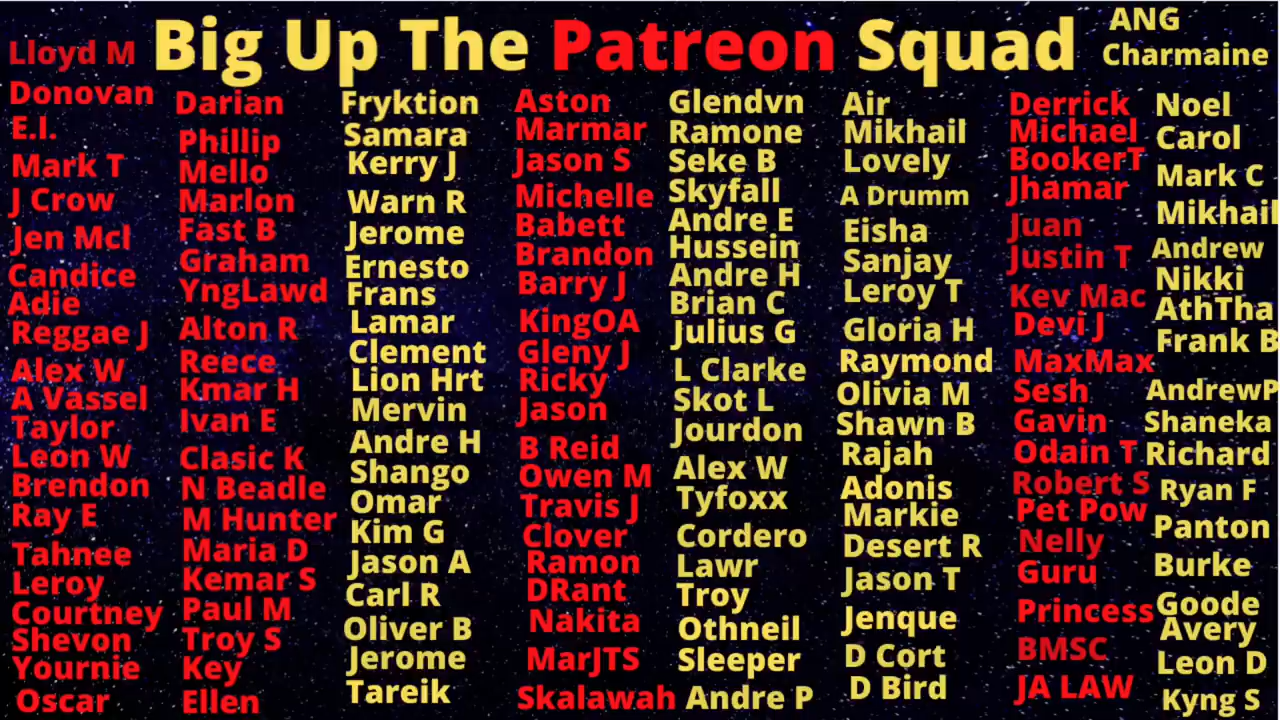 Big Up The Patreon Squad
Lloyd M
Donovan
E.I.
Mark T
J Crow
Jen Mcl
Candice
Adie
Reggae J
Alex W
A Vassel
Taylor
Leon W
Brendon
Ray E
Tahnee
Leroy
Courtney
Shevon
Yournie
Oscar
Darian
Phillip
Mello
Marlon
Fast B
Graham
YngLawd
Alton R
Reece
Kmar H
Ivan E
Clasic K
N Beadle
M Hunter
Maria D
Kemar S
Paul M
Troy S
Key
Ellen
Fryktion
Samara
Kerry J
Warn R
Jerome
Ernesto
Frans
Lamar
Clement
Lion Hrt
Mervin
Andre H
Shango
Omar
Kim G
Jason A
Carl R
Oliver B
Jerome
Tareik
Aston
Marmar
Jason S
Michelle
Babett
Brandon
Barry J
KingOA
Gleny J
Ricky
Jason
B Reid
Owen M
Travis J
Clover
Ramon
DRant
Nakita
MarJTS
Skalawah
Glendvn
Ramone
Seke B
Skyfall
Andre E
Hussein
Andre H
Brian C
Julius G
L Clarke
Skot L
Jourdon
Alex W
Tyfoxx
Cordero
Lawr
Troy
Othneil
Sleeper
Andre P
Air
Mikhail
Lovely
A Drumm
Eisha
Sanjay
Leroy T
Gloria H
Raymond
Olivia M
Shawn B
Rajah
Adonis
Markie
Desert R
Jason T
Jenque
D Cort
D Bird
Derrick
Michael
BookerT
Jhamar
Juan
Justin T
Kev Mac
Devi J
MaxMax
Sesh
Gavin
Odain T
Robert S
Pet Pow
Nelly
Guru
Princess
BMSC
JA LAW
ANG
Charmaine
Noel
Carol
Mark C
Mikhail
Andrew
Nikki
AthTha
Frank B
AndrewP
Shaneka
Richard
Ryan F
Panton
Burke
Goode
Avery
Leon D
Kyng S